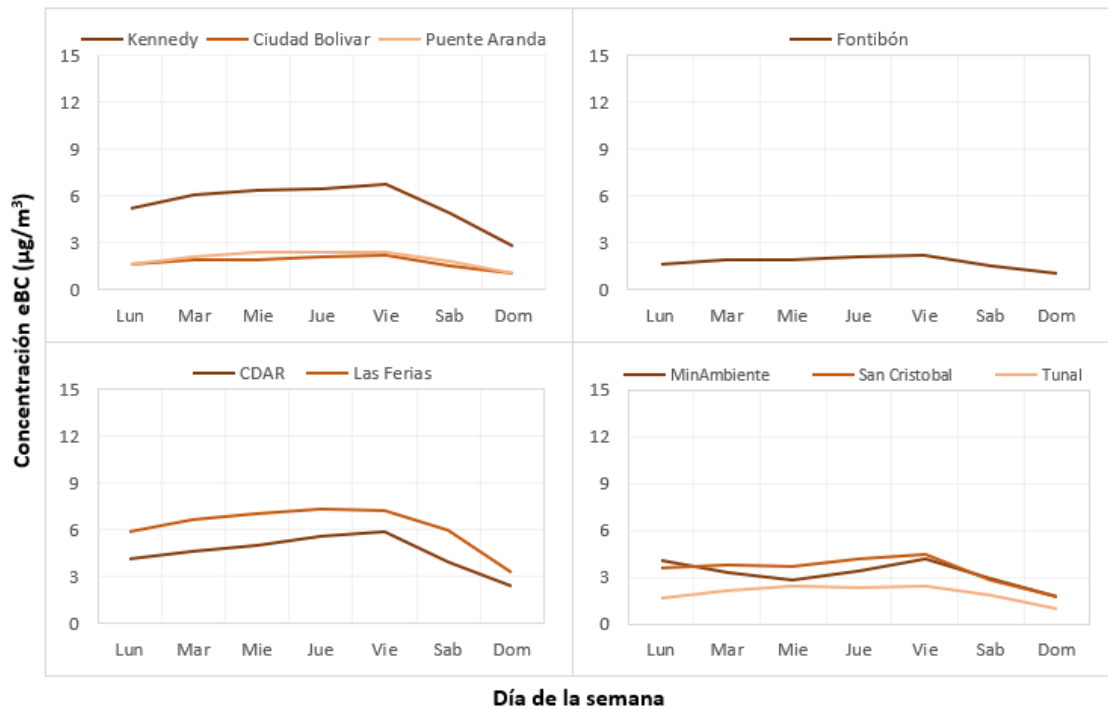 Kennedy Ciudad Bolivar Puente Aranda
15
12
9
6
3
0
Lun Mar Mie Jue Vie Sab Dom
Fontibón
15
12
9
6
3
0
Lun Mar Mie Jue Vie Sab Dom
CDAR Las Ferias
15
12
9
6
3
0
Lun Mar Mie Jue Vie Sab Dom
MinAmbiente San Cristobal Tunal
15
12
9
6
3
0
Lun Mar Mie Jue Vie Sab Dom
Concentración eBC (µg/m³)
Día de la semana